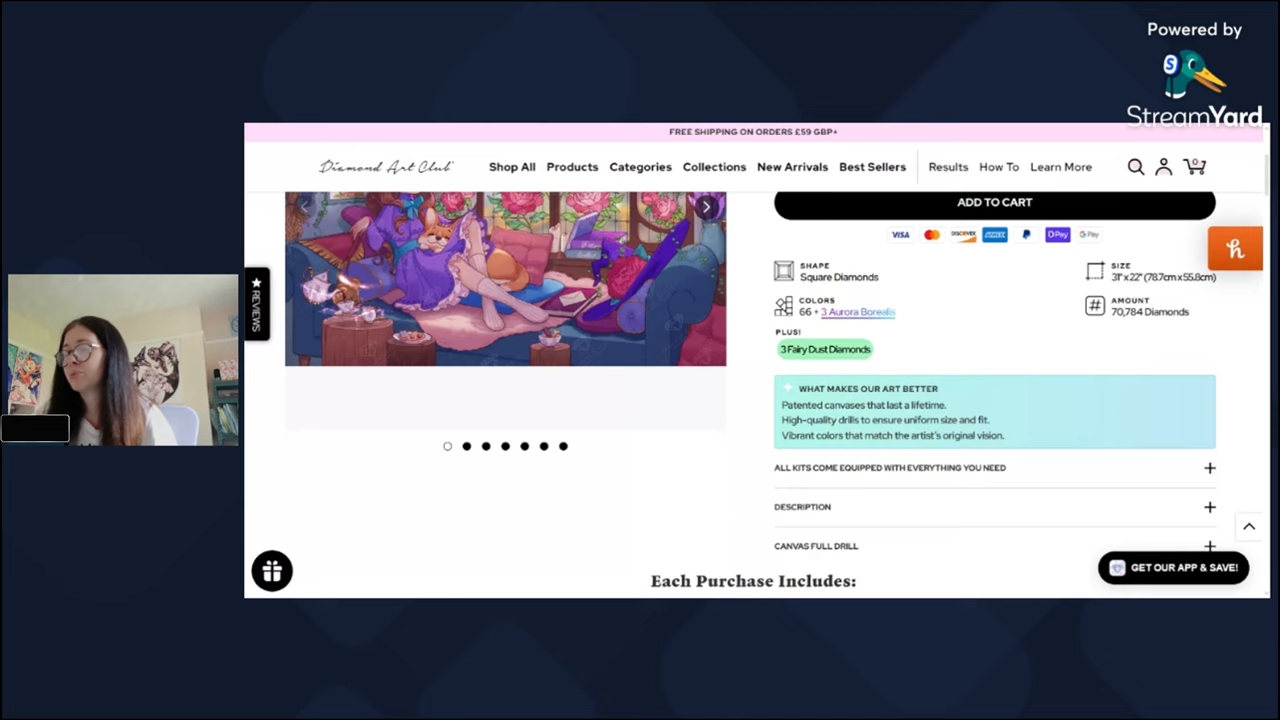 Powered by
StreamYard
FREE SHIPPING ON ORDERS £59 GBP+
Diamond Art Club
Shop All Products Categories Collections New Arrivals Best Sellers Results How To Learn More
0
ADD TO CART
VISA DISCOVER Pay G Pay
h
★ REVIEWS
SHAPE
Square Diamonds
SIZE
31"x 22" (78.7cm x 55.8cm)
COLORS
66 + 3 Aurora Borealis
AMOUNT
70,784 Diamonds
PLUS!
3 Fairy Dust Diamonds
WHAT MAKES OUR ART BETTER
Patented canvases that last a lifetime.
High-quality drills to ensure uniform size and fit.
Vibrant colors that match the artist's original vision.
ALL KITS COME EQUIPPED WITH EVERYTHING YOU NEED +
DESCRIPTION +
CANVAS FULL DRILL +
GET OUR APP & SAVE!
Each Purchase Includes: